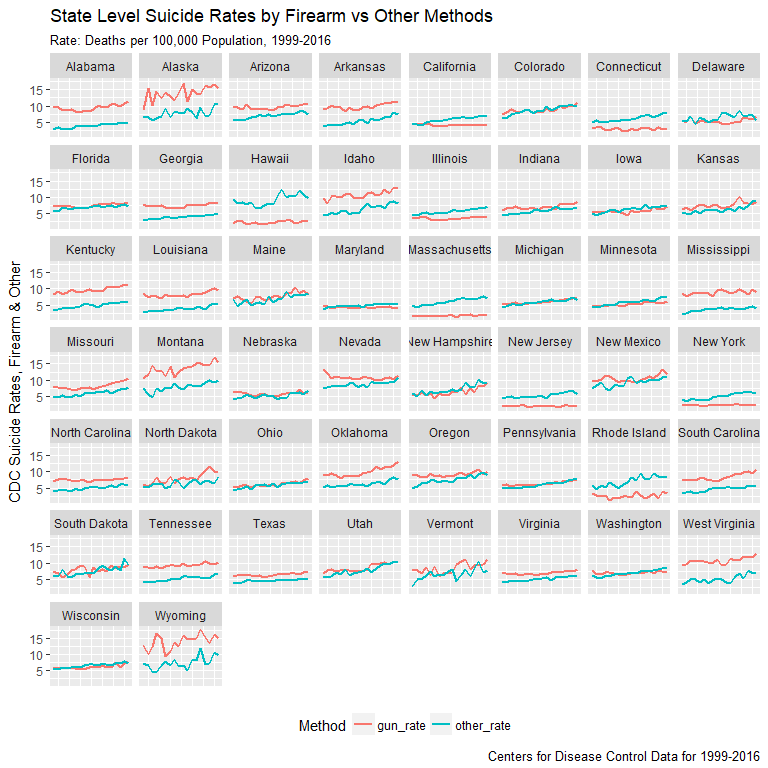 State Level Suicide Rates by Firearm vs Other Methods
Rate: Deaths per 100,000 Population, 1999-2016
CDC Suicide Rates, Firearm & Other
Alabama Alaska Arizona Arkansas California Colorado Connecticut Delaware
15
10
5
Florida Georgia Hawaii Idaho Illinois Indiana Iowa Kansas
15
10
5
Kentucky Louisiana Maine Maryland Massachusetts Michigan Minnesota Mississippi
15
10
5
Missouri Montana Nebraska Nevada New Hampshire New Jersey New Mexico New York
15
10
5
North Carolina North Dakota Ohio Oklahoma Oregon Pennsylvania Rhode Island South Carolina
15
10
5
South Dakota Tennessee Texas Utah Vermont Virginia Washington West Virginia
15
10
5
Wisconsin Wyoming
15
10
5
Method gun_rate other_rate
Centers for Disease Control Data for 1999-2016